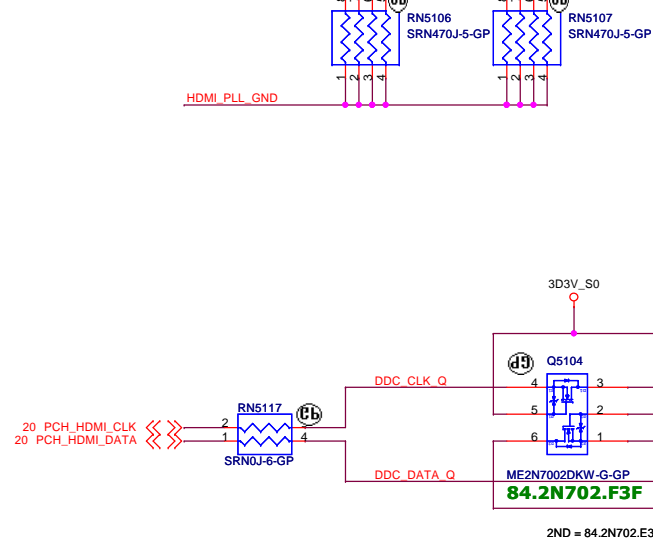 RN5106
SRN470J-5-GP
RN5107
SRN470J-5-GP
1 2 3 4
1 2 3 4
HDMI_PLL_GND
3D3V_S0
Q5104
DDC_CLK_Q
4 3
RN5117
5 2
20 PCH_HDMI_CLK
2
20 PCH_HDMI_DATA
1 4
6 1
SRN0J-6-GP
DDC_DATA_Q
ME2N7002DKW-G-GP
84.2N702.F3F
2ND = 84.2N702.E3